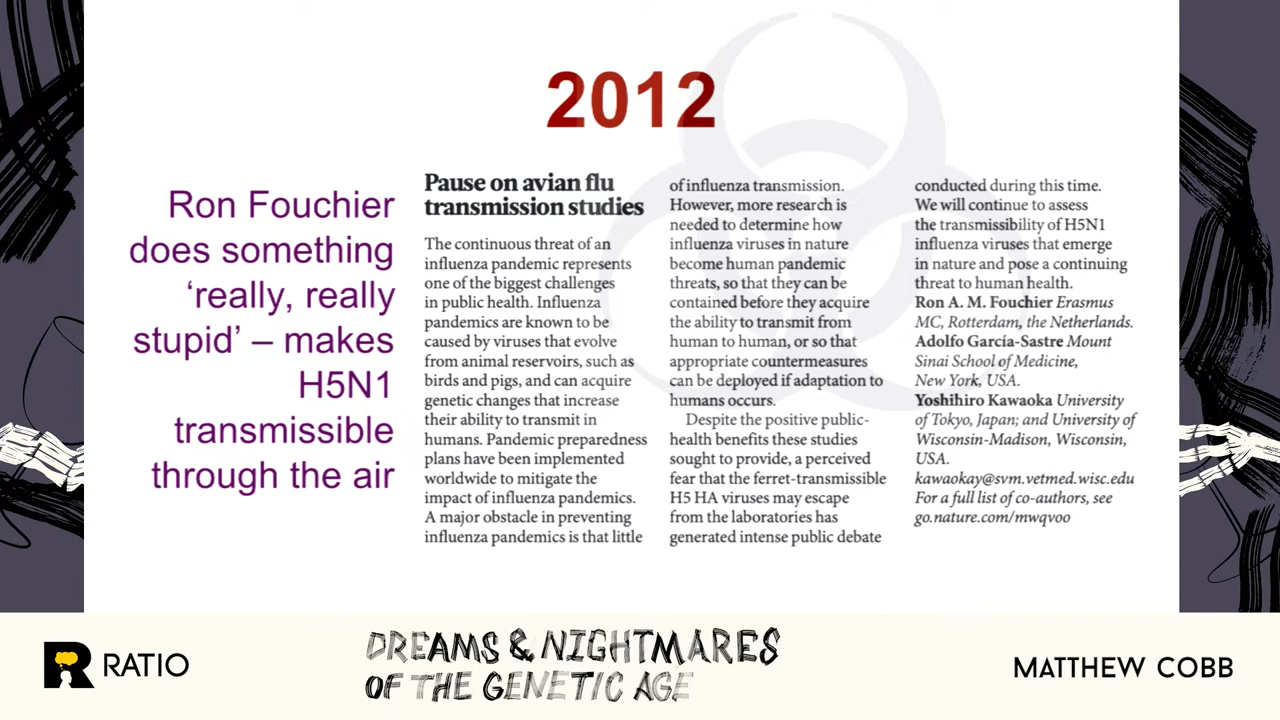 2012
Ron Fouchier
does something
‘really, really
stupid’ – makes
H5N1
transmissible
through the air
Pause on avian flu
transmission studies
The continuous threat of an
influenza pandemic represents
one of the biggest challenges
in public health. Influenza
pandemics are known to be
caused by viruses that evolve
from animal reservoirs, such as
birds and pigs, and can acquire
genetic changes that increase
their ability to transmit in
humans. Pandemic preparedness
plans have been implemented
worldwide to mitigate the
impact of influenza pandemics.
A major obstacle in preventing
influenza pandemics is that little
of influenza transmission.
However, more research is
needed to determine how
influenza viruses in nature
become human pandemic
threats, so that they can be
contained before they acquire
the ability to transmit from
human to human, or so that
appropriate countermeasures
can be deployed if adaptation to
humans occurs.
Despite the positive public-
health benefits these studies
sought to provide, a perceived
fear that the ferret-transmissible
H5 HA viruses may escape
from the laboratories has
generated intense public debate
conducted during this time.
We will continue to assess
the transmissibility of H5N1
influenza viruses that emerge
in nature and pose a continuing
threat to human health.
Ron A. M. Fouchier Erasmus
MC, Rotterdam, the Netherlands.
Adolfo García-Sastre Mount
Sinai School of Medicine,
New York, USA.
Yoshihiro Kawaoka University
of Tokyo, Japan; and University of
Wisconsin-Madison, Wisconsin,
USA.
kawaokay@svm.vetmed.wisc.edu
For a full list of co-authors, see
go.nature.com/mwqvoo
RATIO
DREAMS & NIGHTMARES
OF THE GENETIC AGE
MATTHEW COBB